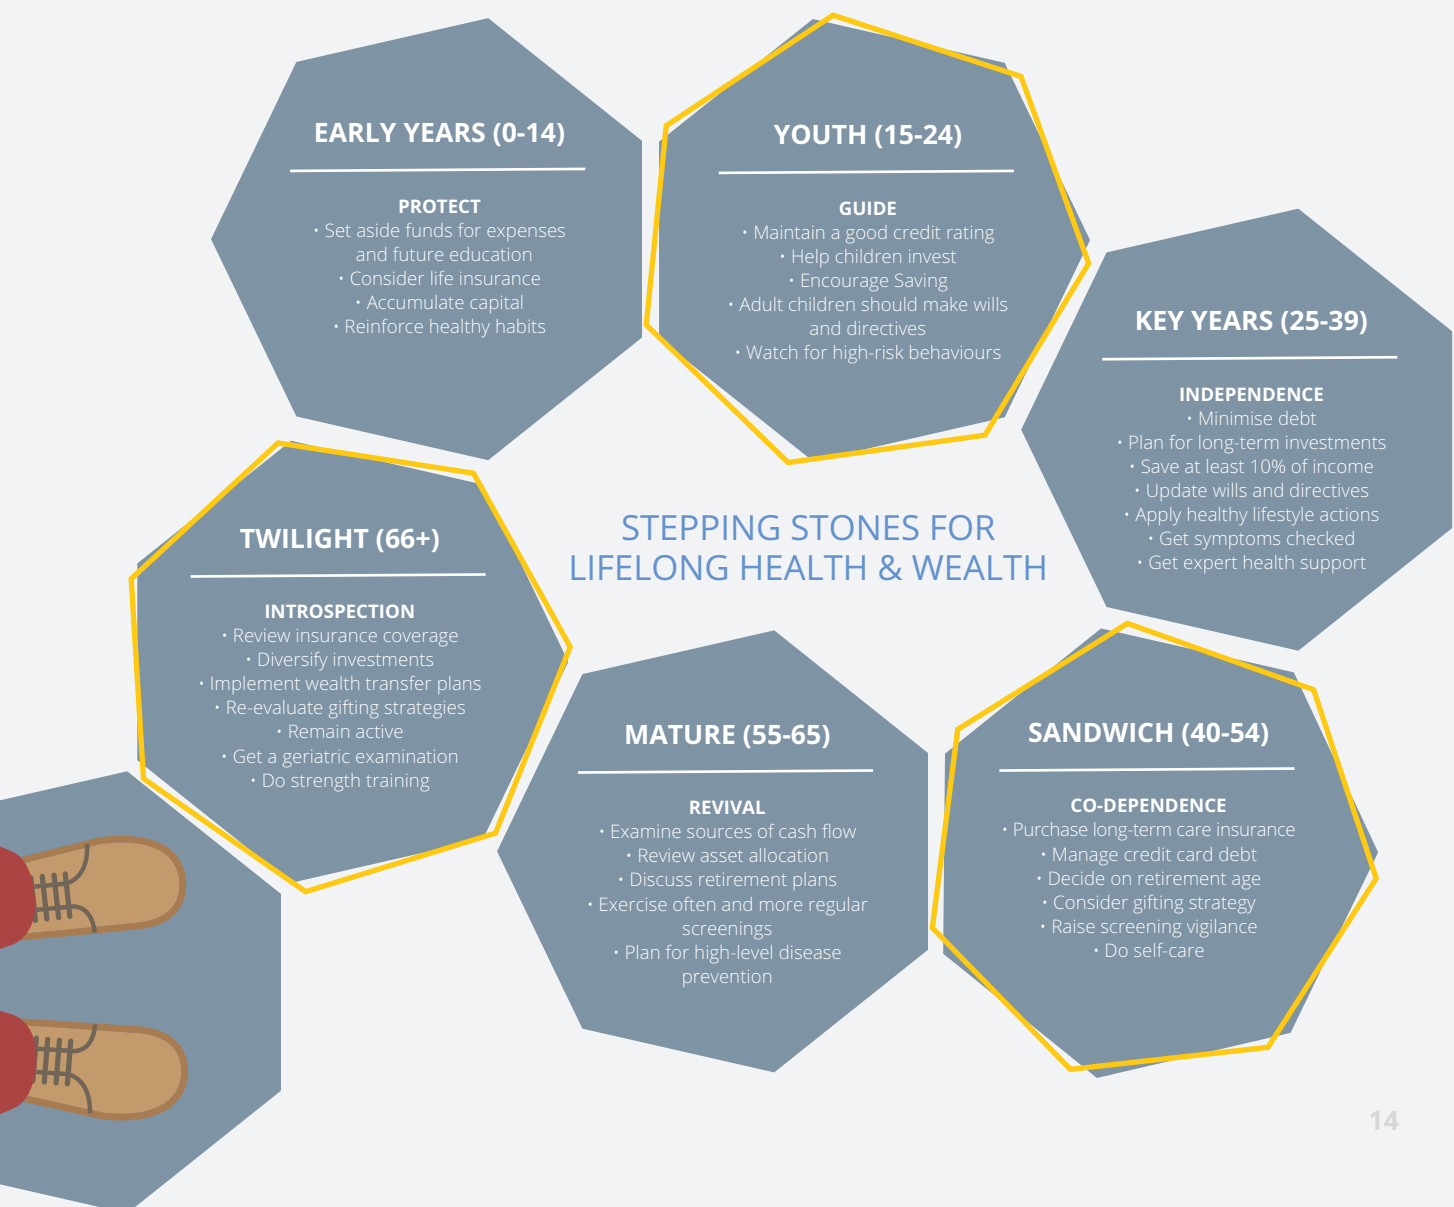 EARLY YEARS (0-14)
PROTECT
• Set aside funds for expenses
and future education
• Consider life insurance
• Accumulate capital
• Reinforce healthy habits
YOUTH (15-24)
GUIDE
• Maintain a good credit rating
• Help children invest
• Encourage Saving
• Adult children should make wills
and directives
• Watch for high-risk behaviours
KEY YEARS (25-39)
INDEPENDENCE
• Minimise debt
• Plan for long-term investments
• Save at least 10% of income
• Update wills and directives
• Apply healthy lifestyle actions
• Get symptoms checked
• Get expert health support
STEPPING STONES FOR
LIFELONG HEALTH & WEALTH
TWILIGHT (66+)
INTROSPECTION
• Review insurance coverage
• Diversify investments
• Implement wealth transfer plans
• Re-evaluate gifting strategies
• Remain active
• Get a geriatric examination
• Do strength training
MATURE (55-65)
REVIVAL
• Examine sources of cash flow
• Review asset allocation
• Discuss retirement plans
• Exercise often and more regular
screenings
• Plan for high-level disease
prevention
SANDWICH (40-54)
CO-DEPENDENCE
• Purchase long-term care insurance
• Manage credit card debt
• Decide on retirement age
• Consider gifting strategy
• Raise screening vigilance
• Do self-care
14